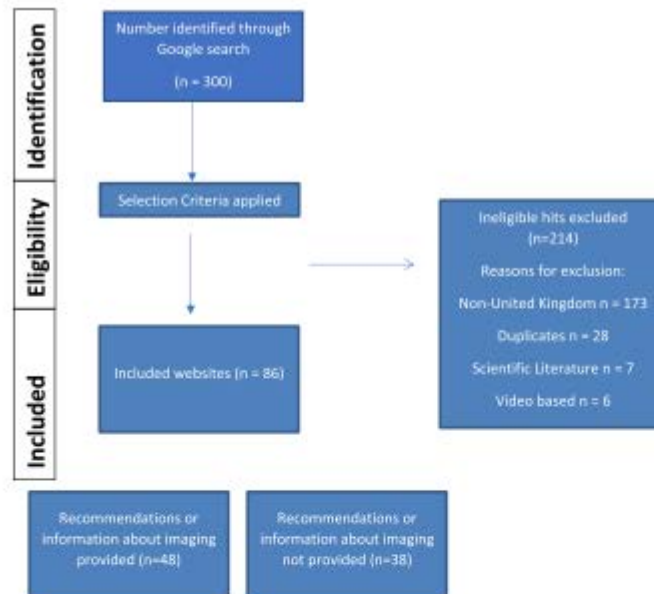 Identification
Number identified through
Google search
(n = 300)
Eligibility
Selection Criteria applied
Ineligible hits excluded
(n=214)
Reasons for exclusion:
Non-United Kingdom n = 173
Duplicates n = 28
Scientific Literature n = 7
Video based n = 6
Included
Included websites (n = 86)
Recommendations or
information about imaging
provided (n=48)
Recommendations or
information about imaging
not provided (n=38)